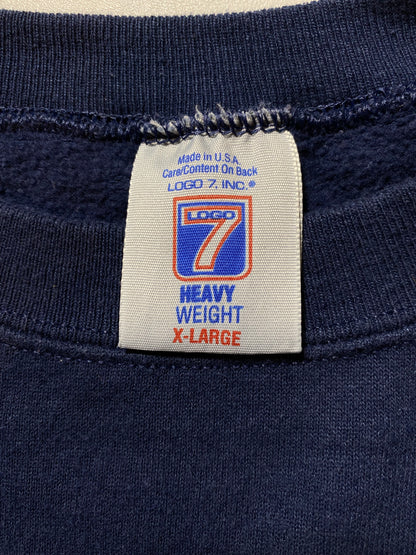 Made in U.S.A.
Care/Content On Back
LOGO 7, INC.®
LOGO
7
HEAVY
WEIGHT
X-LARGE